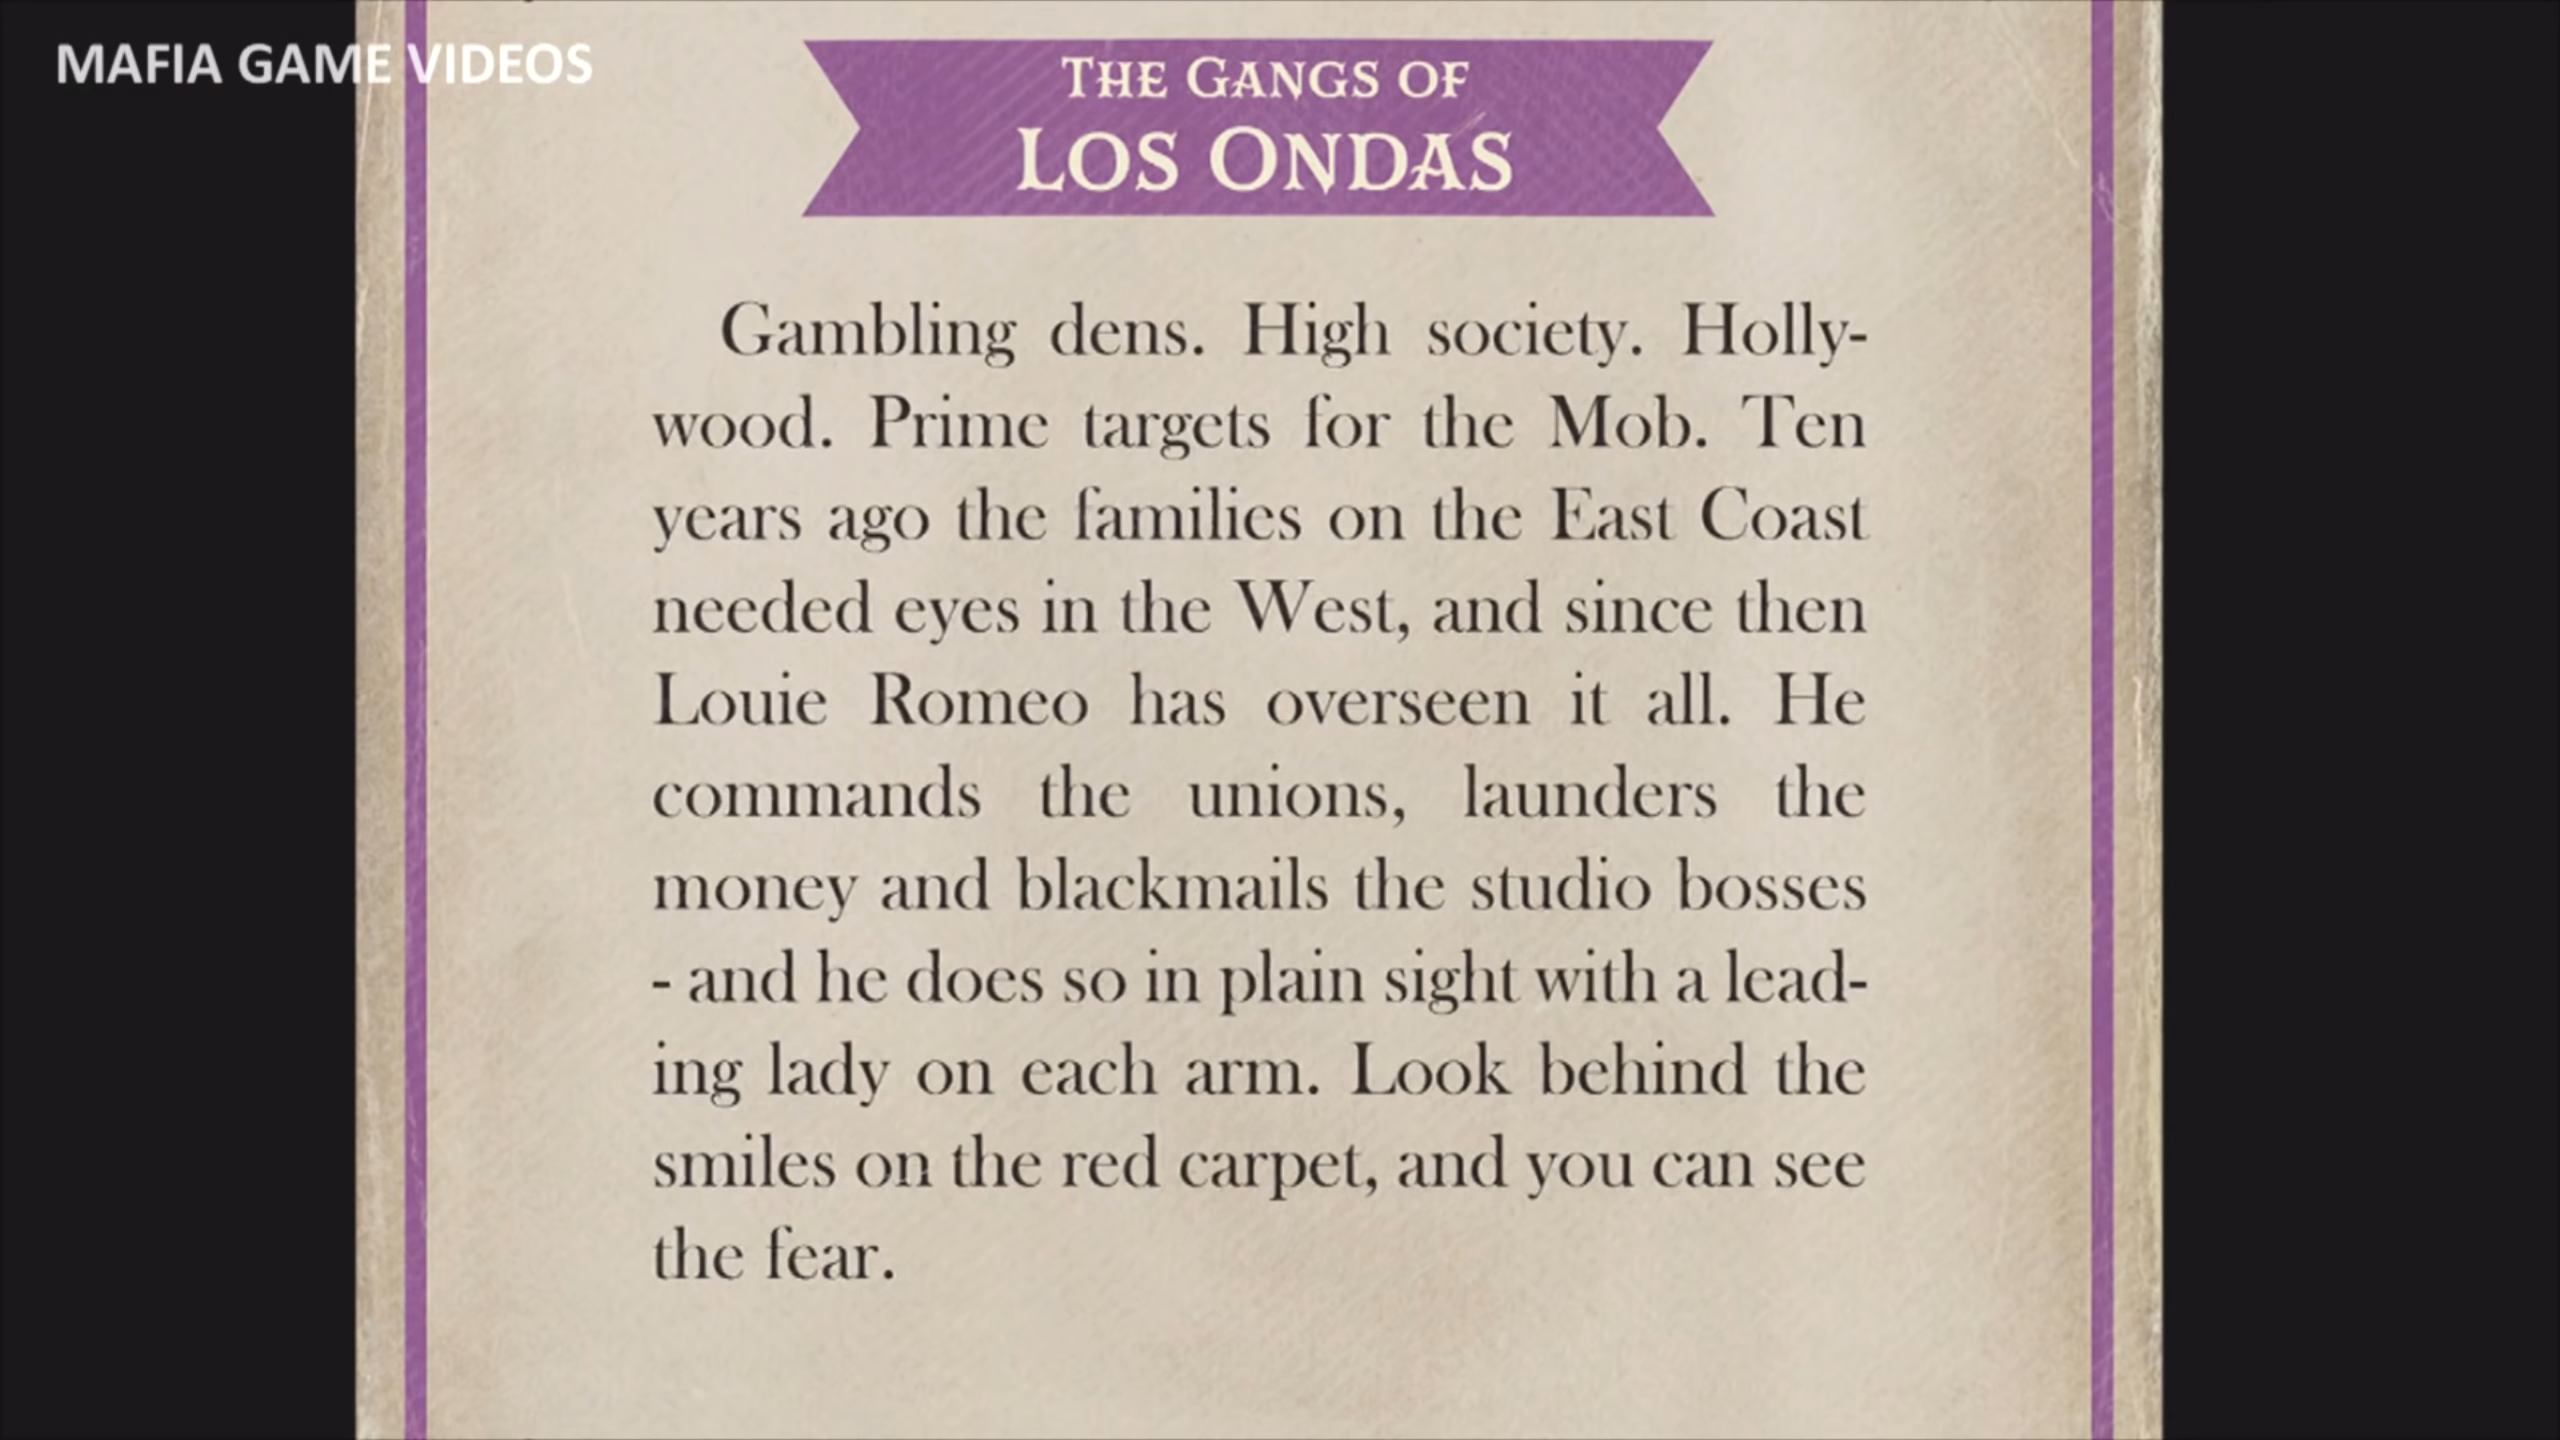 MAFIA GAME VIDEOS
THE GANGS OF
LOS ONDAS
Gambling dens. High society. Holly-
wood. Prime targets for the Mob. Ten
years ago the families on the East Coast
needed eyes in the West, and since then
Louie Romeo has overseen it all. He
commands the unions, launders the
money and blackmails the studio bosses
- and he does so in plain sight with a lead-
ing lady on each arm. Look behind the
smiles on the red carpet, and you can see
the fear.